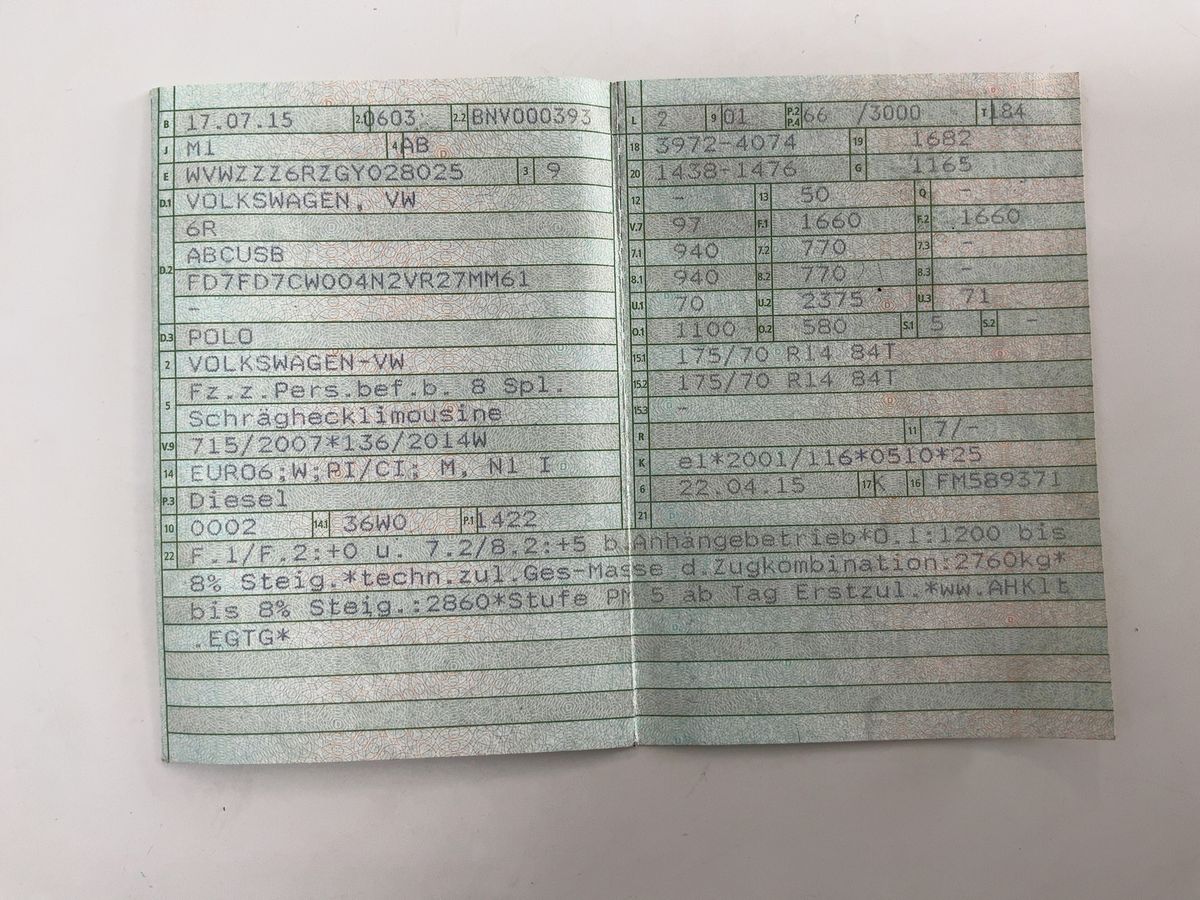 B 17.07.15 2.1 0603 2.2 BNV000393
J M1 4 AB
E WVWZZZ6RZGY028025 3 9
D.1 VOLKSWAGEN, VW
6R
D.2 ABCUSB
FD7FD7CW004N2VR27MM61
-
D.3 POLO
2 VOLKSWAGEN-VW
5 Fz.z.Pers.bef.b. 8 Spl.
Schräghecklimousine
V.9 715/2007*136/2014W
14 EURO6;W;PI/CI; M, N1 I
P.3 Diesel
10 0002 14.1 36W0 P.1 1422
L 2 9 01 P.2 P.4 66 /3000 T 184
18 3972-4074 19 1682
20 1438-1476 G 1165
12 - 13 50 Q -
V.7 97 F.1 1660 F.2 1660
7.1 940 7.2 770 7.3 -
8.1 940 8.2 770 8.3 -
U.1 70 U.2 2375 U.3 71
O.1 1100 O.2 580 S.1 5 S.2 -
15.1 175/70 R14 84T
15.2 175/70 R14 84T
15.3 -
R 11 7/-
K e1*2001/116*0510*25
6 22.04.15 17 K 16 FM589371
21
22 F.1/F.2:+0 u. 7.2/8.2:+5 b.Anhängebetrieb*O.1:1200 bis
8% Steig.*techn.zul.Ges-Masse d.Zugkombination:2760kg*
bis 8% Steig.:2860*Stufe PM 5 ab Tag Erstzul.*ww.AHKlt
.EGTG*